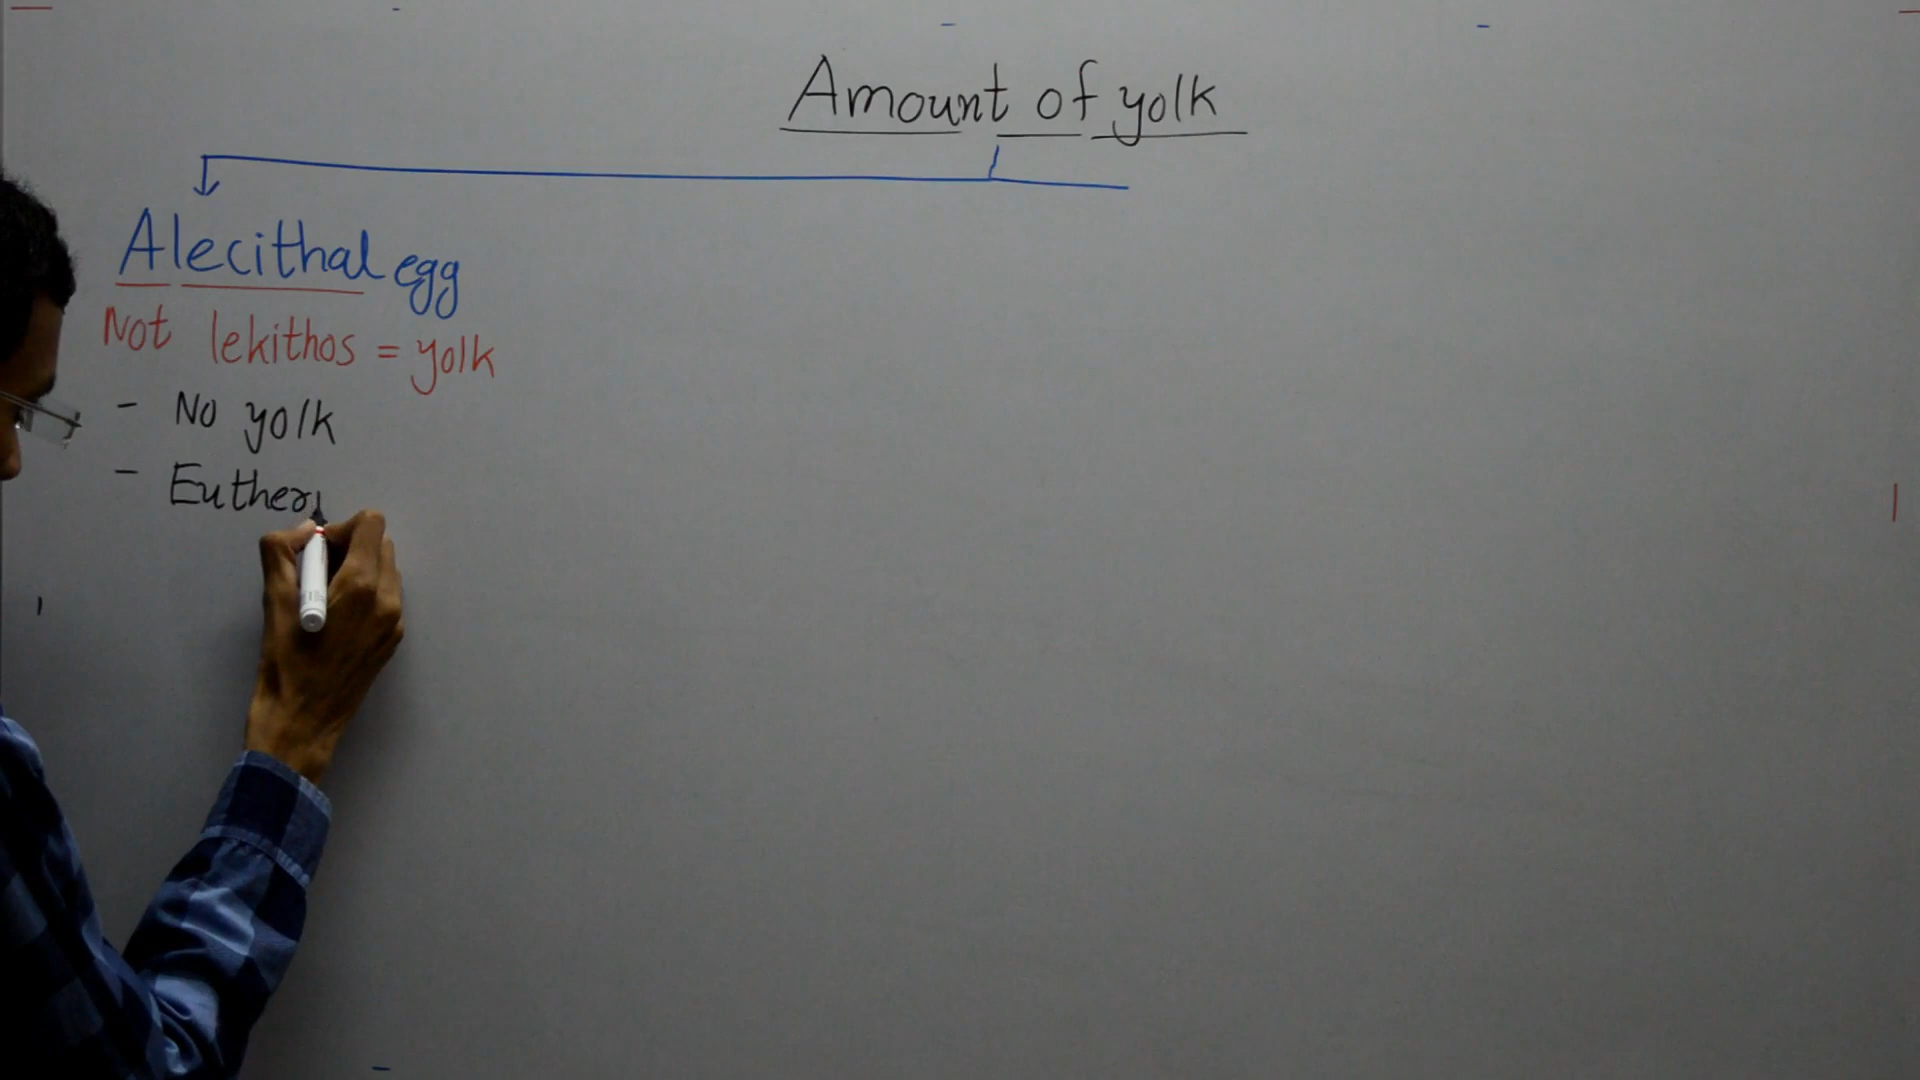 Amount of yolk
Alecithal egg
Not lekithos = yolk
- No yolk
- Euther